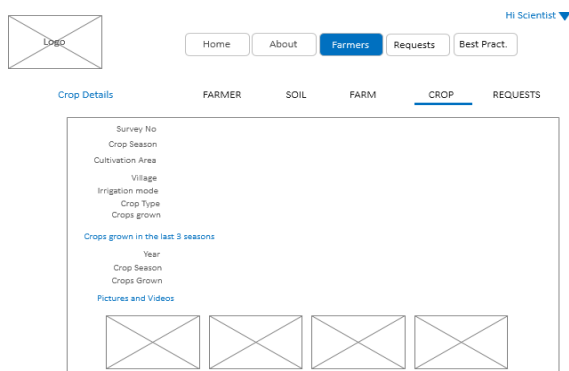 Hi Scientist
Logo
Home About Farmers Requests Best Pract.
Crop Details FARMER SOIL FARM CROP REQUESTS
Survey No
Crop Season
Cultivation Area
Village
Irrigation mode
Crop Type
Crops grown
Crops grown in the last 3 seasons
Year
Crop Season
Crops Grown
Pictures and Videos